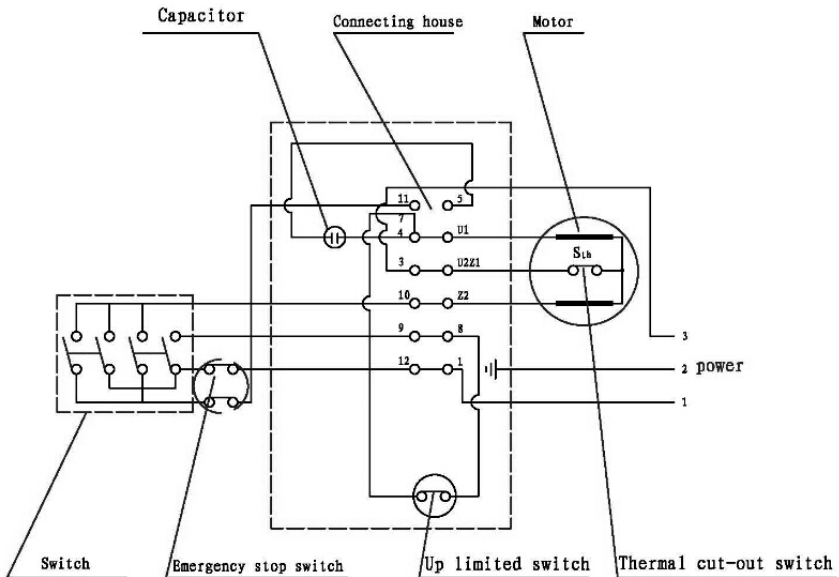 Capacitor
Connecting house
Motor
11 5
7
4 U1
Sth
3 U2Z1
10 Z2
9 8
3
12 1
2 power
1
Switch
Emergency stop switch
Up limited switch
Thermal cut-out switch